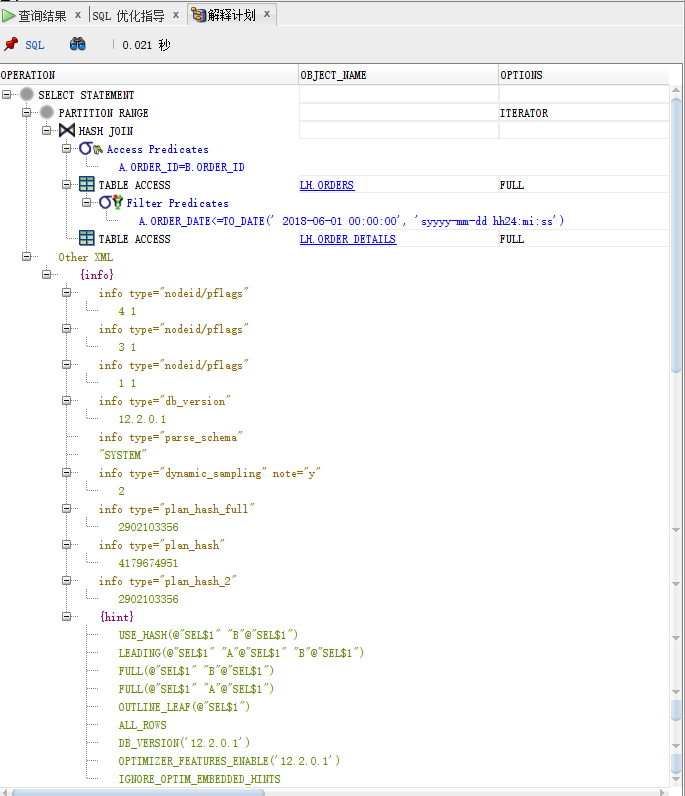 查询结果 x SQL 优化指导 x 解释计划 x
SQL 0.021 秒
OPERATION OBJECT_NAME OPTIONS
SELECT STATEMENT
PARTITION RANGE ITERATOR
HASH JOIN
Access Predicates
A.ORDER_ID=B.ORDER_ID
TABLE ACCESS LH.ORDERS FULL
Filter Predicates
A.ORDER_DATE<=TO_DATE(' 2018-06-01 00:00:00', 'syyyy-mm-dd hh24:mi:ss')
TABLE ACCESS LH.ORDER_DETAILS FULL
Other XML
{info}
info type="nodeid/pflags"
4 1
info type="nodeid/pflags"
3 1
info type="nodeid/pflags"
1 1
info type="db_version"
12.2.0.1
info type="parse_schema"
"SYSTEM"
info type="dynamic_sampling" note="y"
2
info type="plan_hash_full"
2902103356
info type="plan_hash"
4179674951
info type="plan_hash_2"
2902103356
{hint}
USE_HASH(@"SEL$1" "B"@"SEL$1")
LEADING(@"SEL$1" "A"@"SEL$1" "B"@"SEL$1")
FULL(@"SEL$1" "B"@"SEL$1")
FULL(@"SEL$1" "A"@"SEL$1")
OUTLINE_LEAF(@"SEL$1")
ALL_ROWS
DB_VERSION('12.2.0.1')
OPTIMIZER_FEATURES_ENABLE('12.2.0.1')
IGNORE_OPTIM_EMBEDDED_HINTS